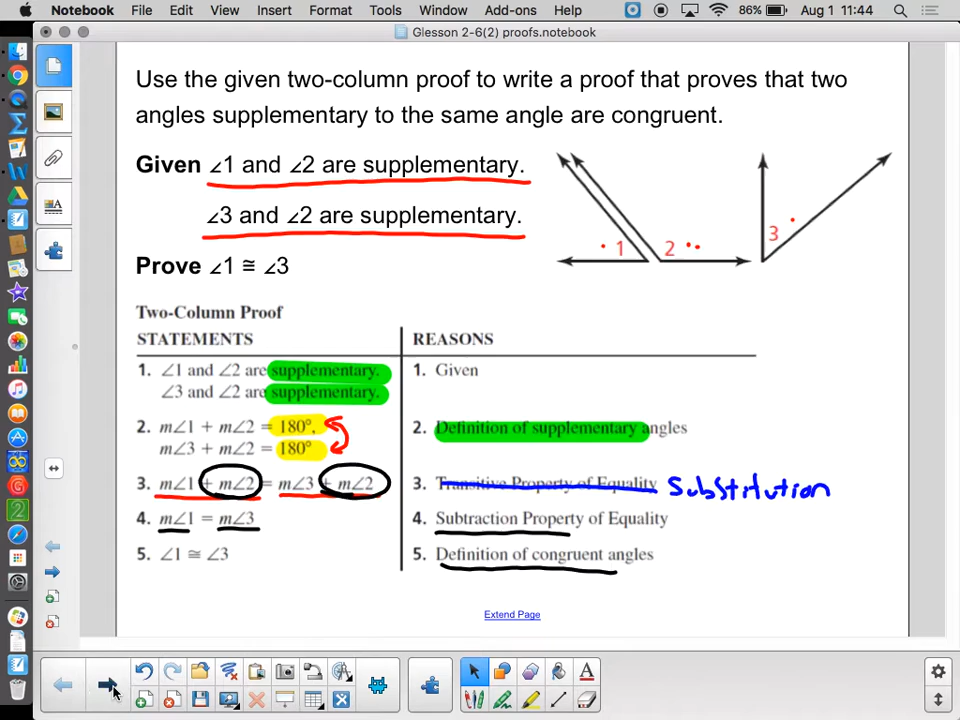 Notebook File Edit View Insert Format Tools Window Add-ons Help 86% Aug 1 11:44
Glesson 2-6(2) proofs.notebook
Use the given two-column proof to write a proof that proves that two
angles supplementary to the same angle are congruent.
Given ∠1 and ∠2 are supplementary.
∠3 and ∠2 are supplementary.
Prove ∠1 ≅ ∠3
1 2 3
Two-Column Proof
STATEMENTS REASONS
1. ∠1 and ∠2 are supplementary. 1. Given
∠3 and ∠2 are supplementary.
2. m∠1 + m∠2 = 180°, 2. Definition of supplementary angles
m∠3 + m∠2 = 180°
3. m∠1 + m∠2 = m∠3 + m∠2 3. Transitive Property of Equality Substitution
4. m∠1 = m∠3 4. Subtraction Property of Equality
5. ∠1 ≅ ∠3 5. Definition of congruent angles
Extend Page